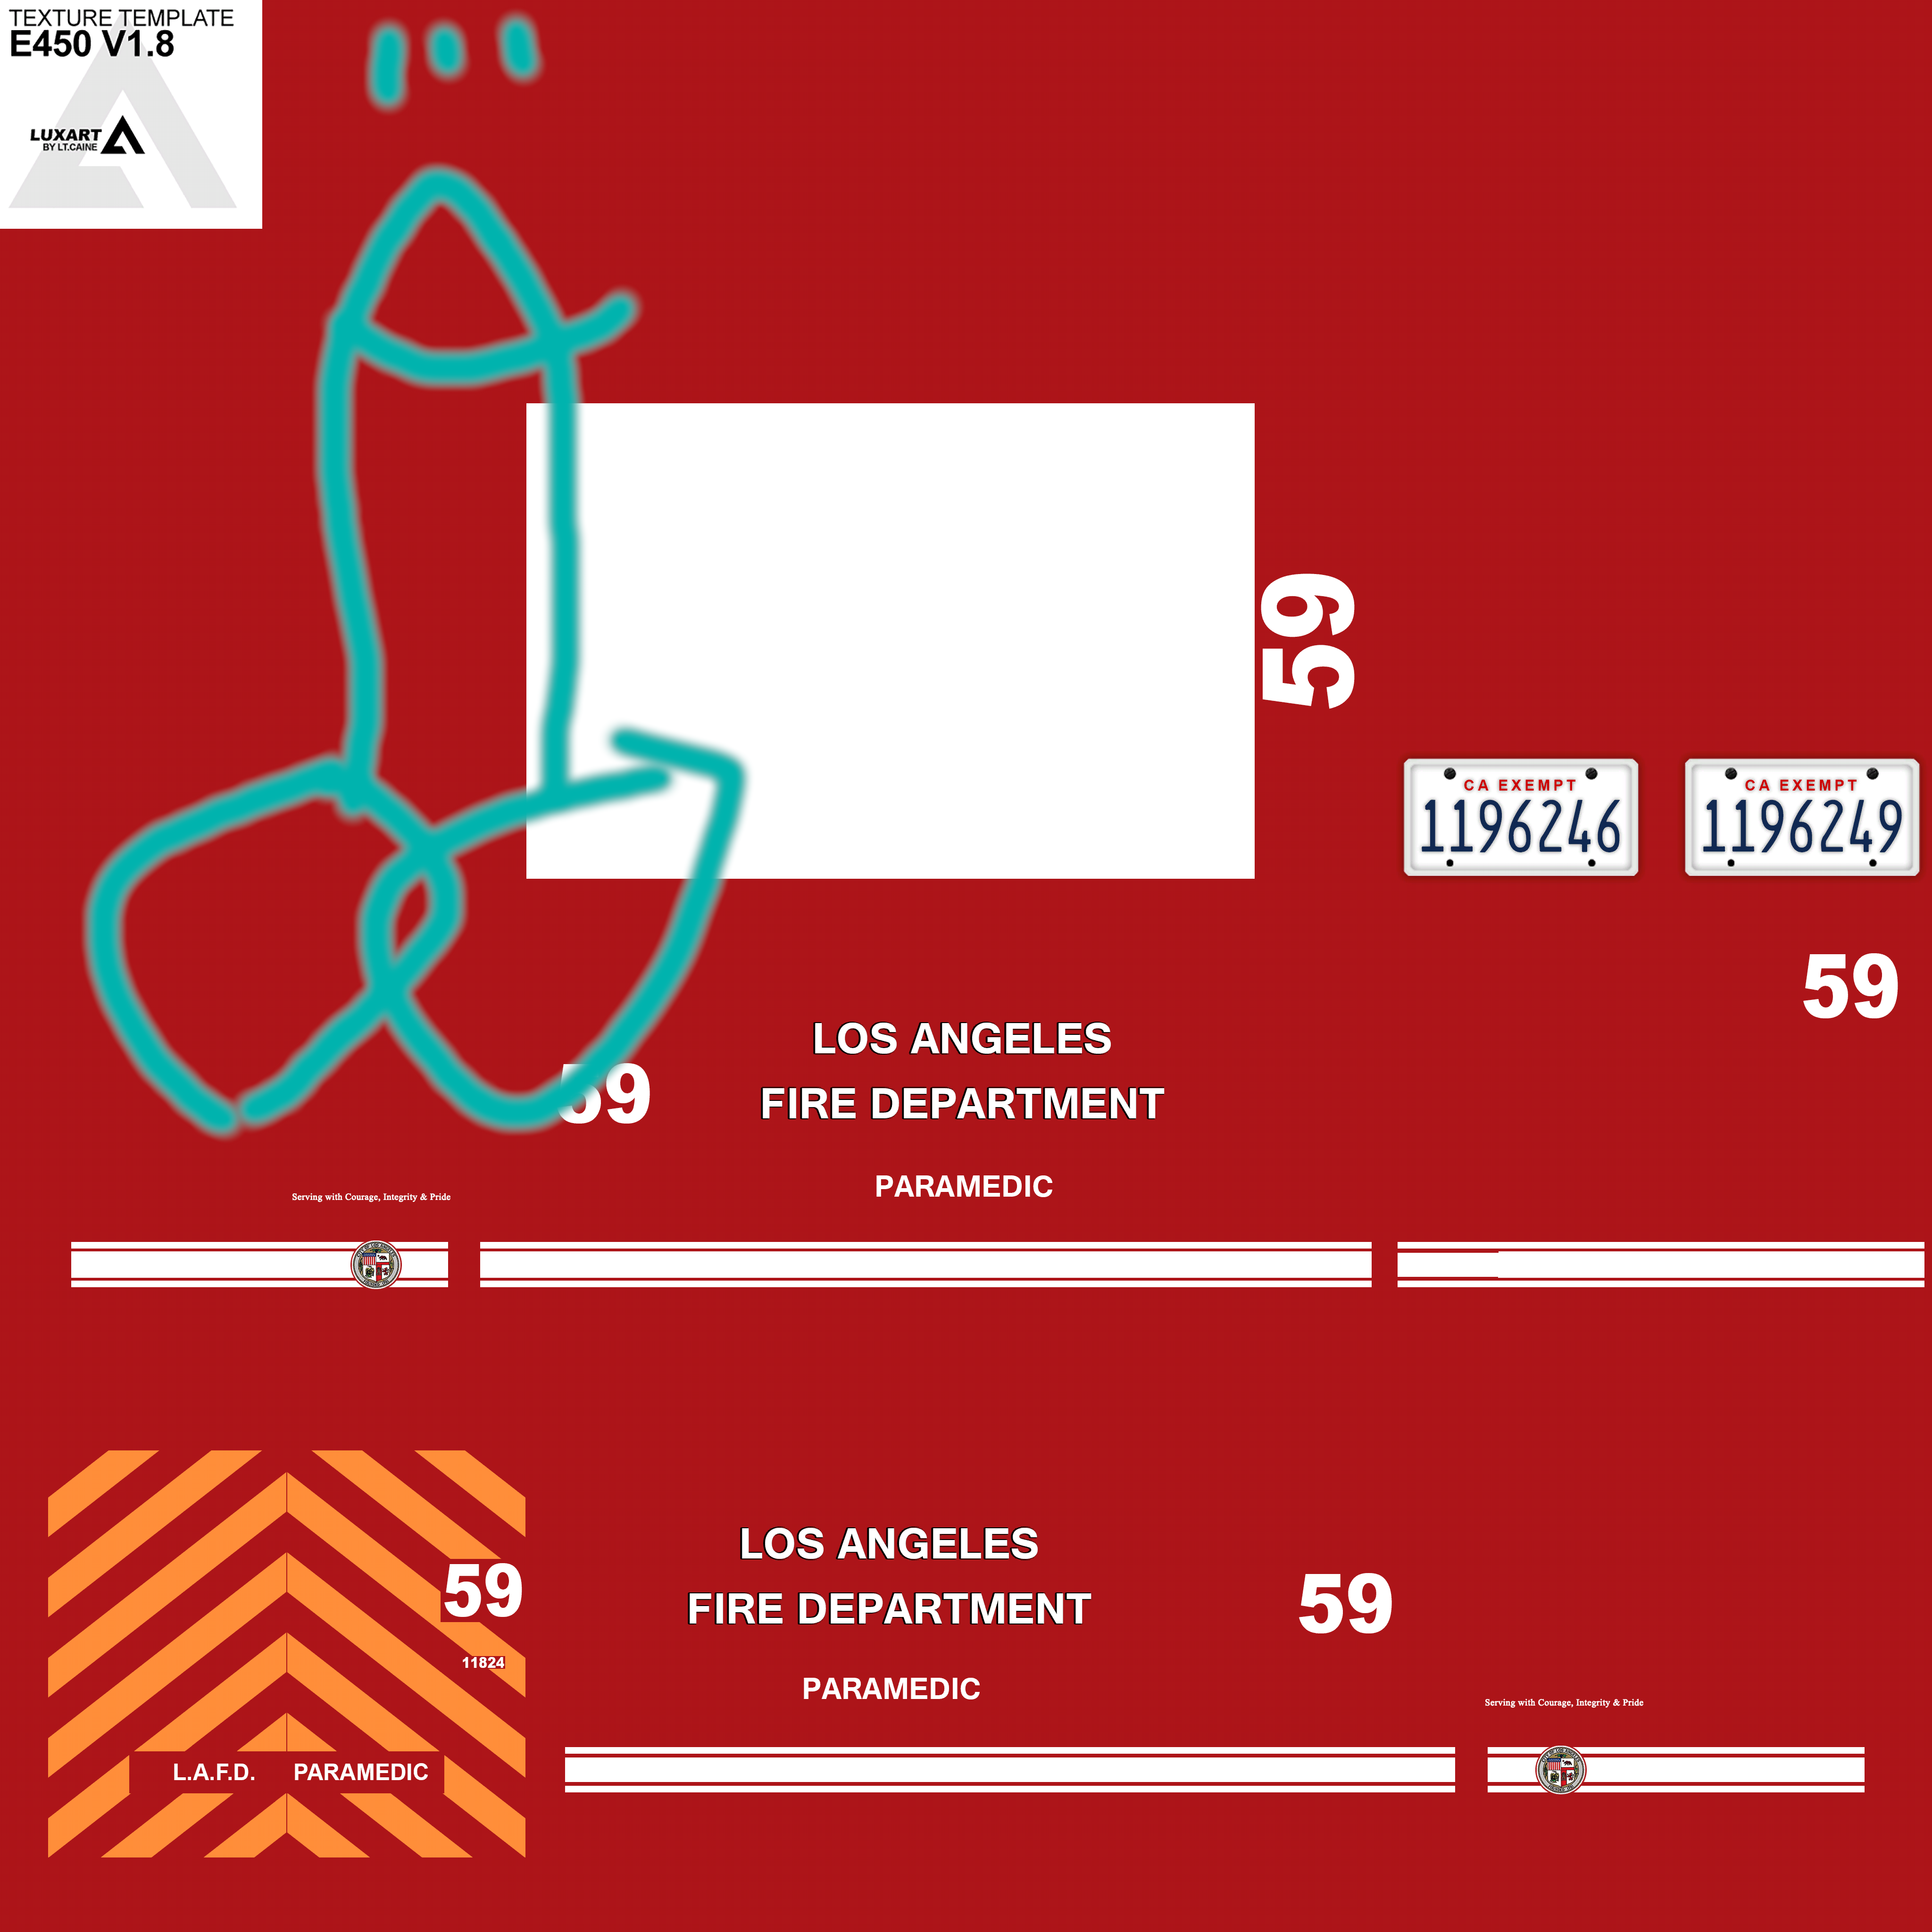 TEXTURE TEMPLATE
E450 V1.8
LUXART
BY LT.CAINE
59
CA EXEMPT
1196246
CA EXEMPT
1196249
59
LOS ANGELES
59
FIRE DEPARTMENT
PARAMEDIC
Serving with Courage, Integrity & Pride
LOS ANGELES
59
59
FIRE DEPARTMENT
11824
PARAMEDIC
Serving with Courage, Integrity & Pride
L.A.F.D. PARAMEDIC